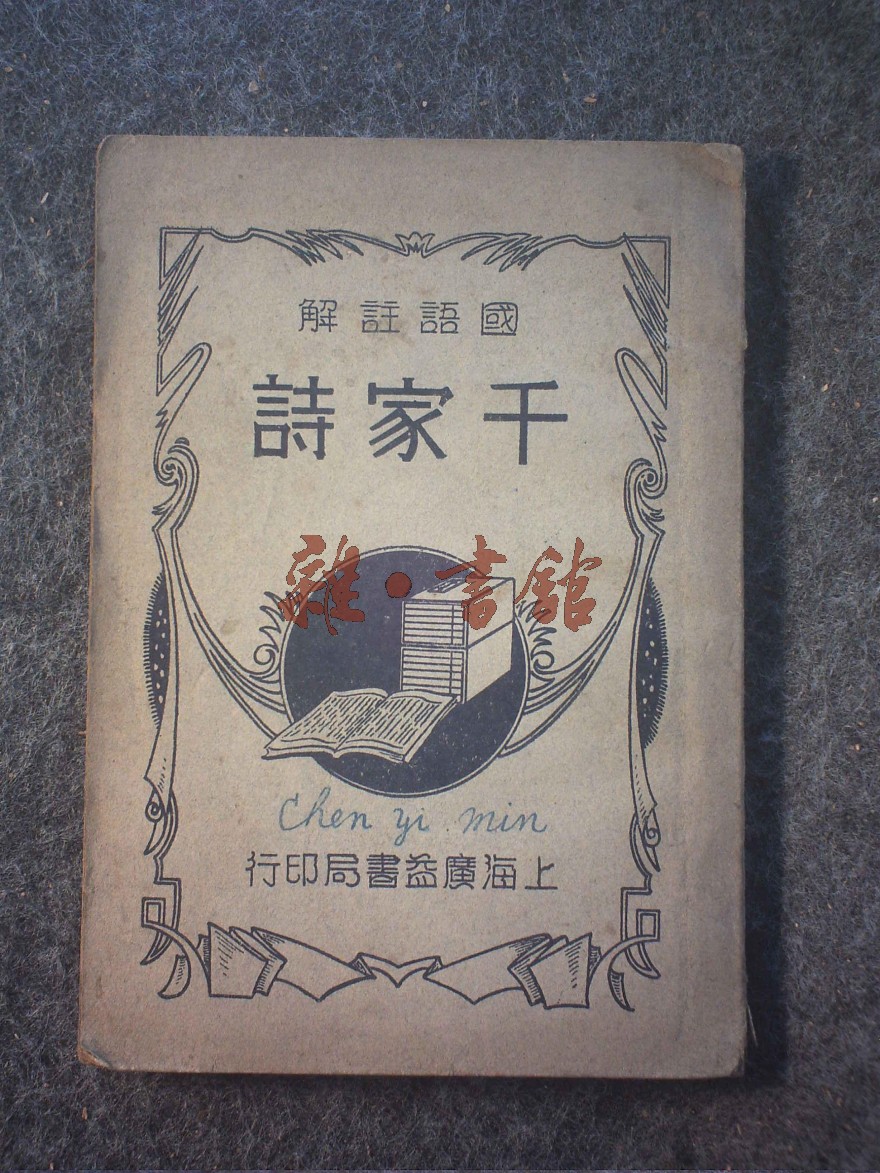 國語註解
千家詩
雜·書館
Chen yi min
上海廣益書局印行